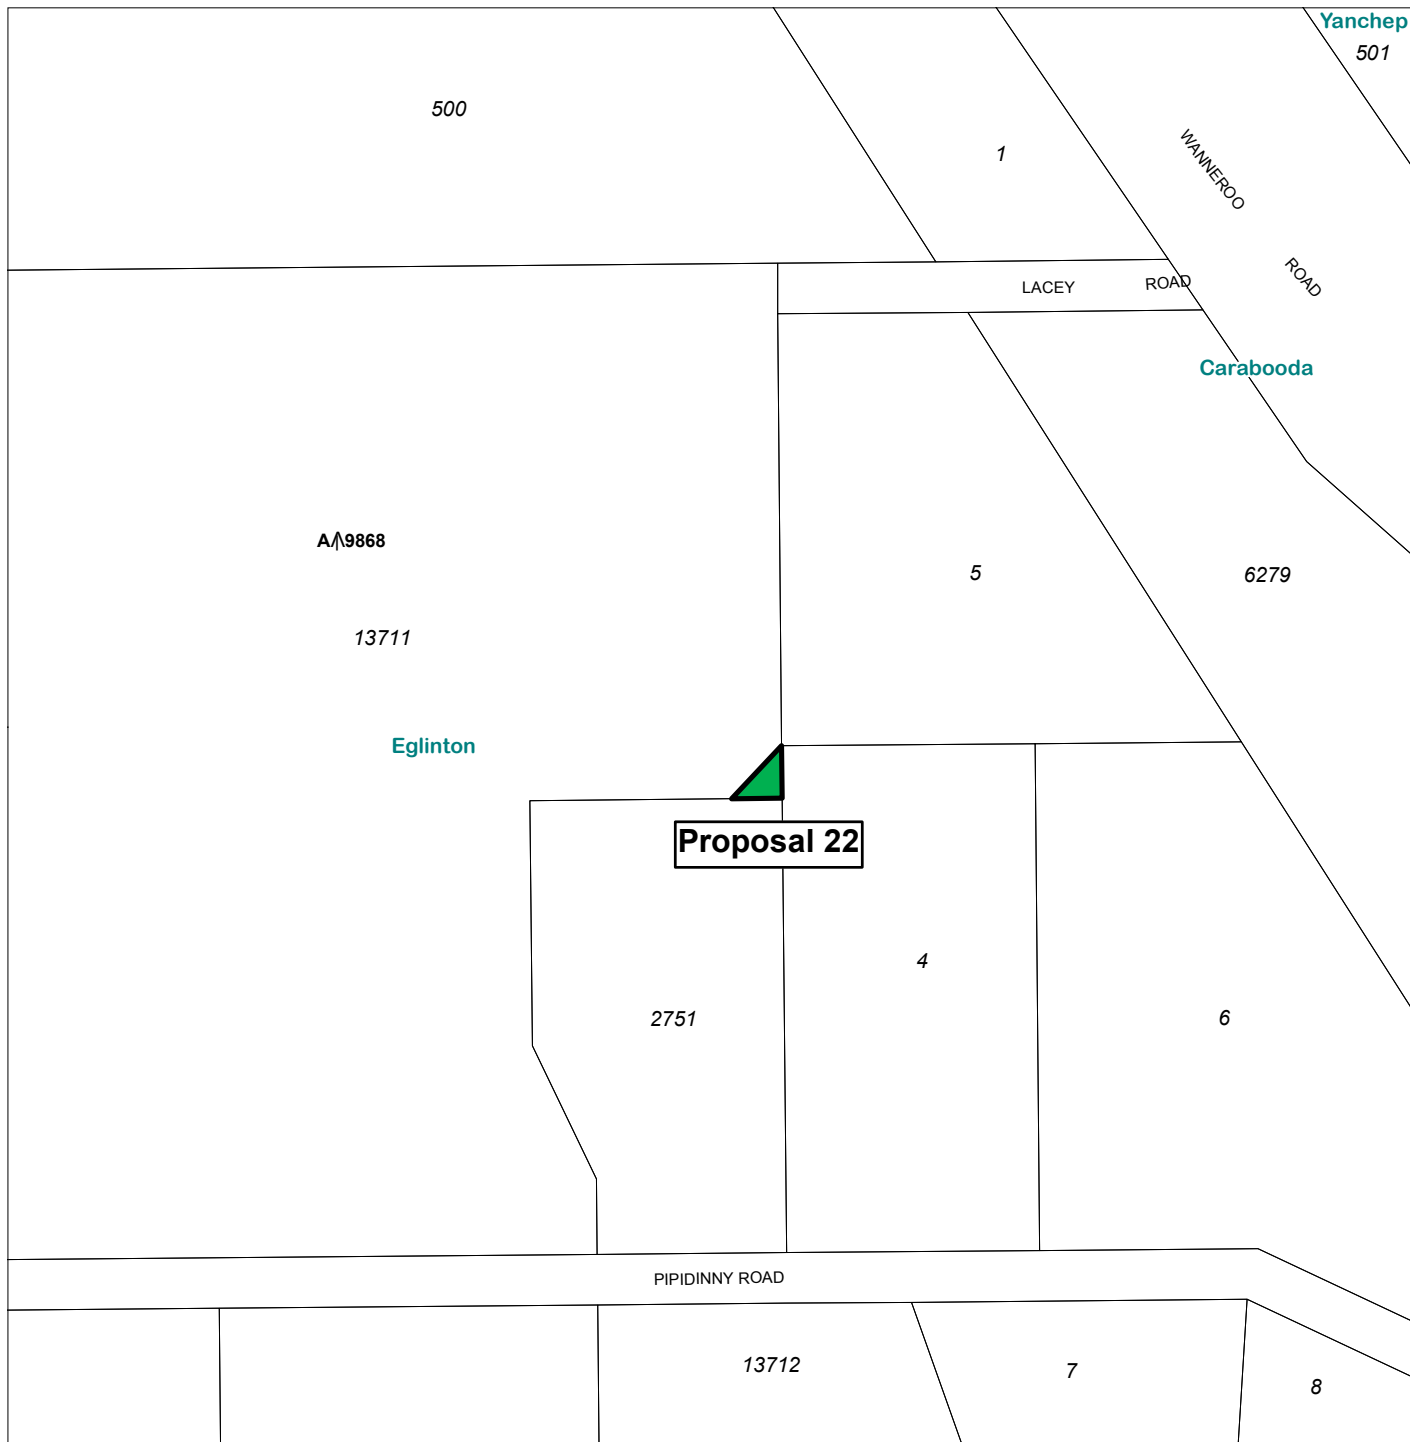 Yanchep
501
500
1
WANNEROO
ROAD
LACEY ROAD
Carabooda
A 9868
5
6279
13711
Eglinton
Proposal 22
4
2751
6
PIPIDINNY ROAD
13712
7
8